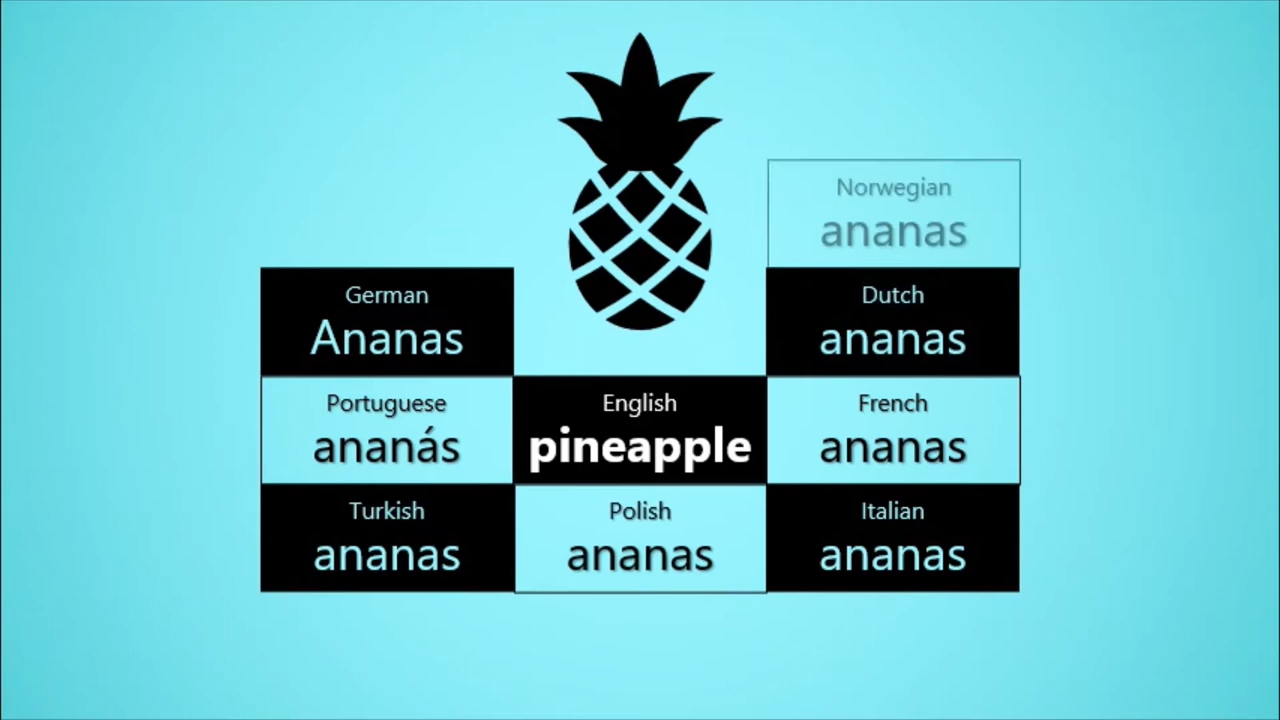 Norwegian
ananas
German
Ananas
Dutch
ananas
Portuguese
ananás
English
pineapple
French
ananas
Turkish
ananas
Polish
ananas
Italian
ananas